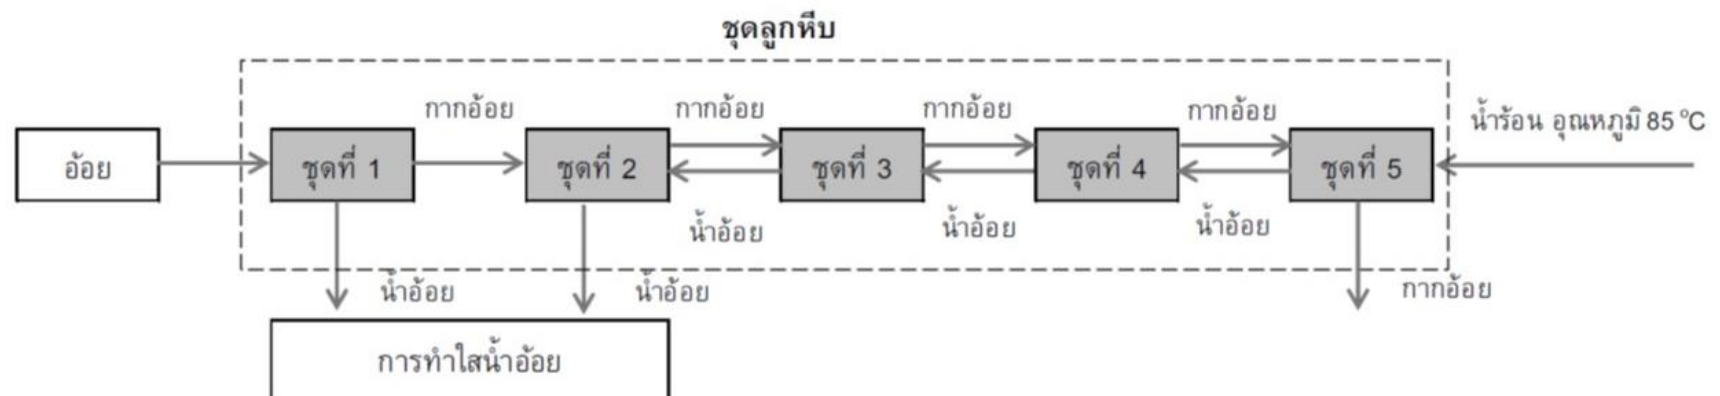 ชุดลูกหีบ
กากอ้อย กากอ้อย กากอ้อย กากอ้อย น้ำร้อน อุณหภูมิ 85 °C
อ้อย ชุดที่ 1 ชุดที่ 2 ชุดที่ 3 ชุดที่ 4 ชุดที่ 5
น้ำอ้อย น้ำอ้อย น้ำอ้อย
น้ำอ้อย น้ำอ้อย กากอ้อย
การทำใสน้ำอ้อย